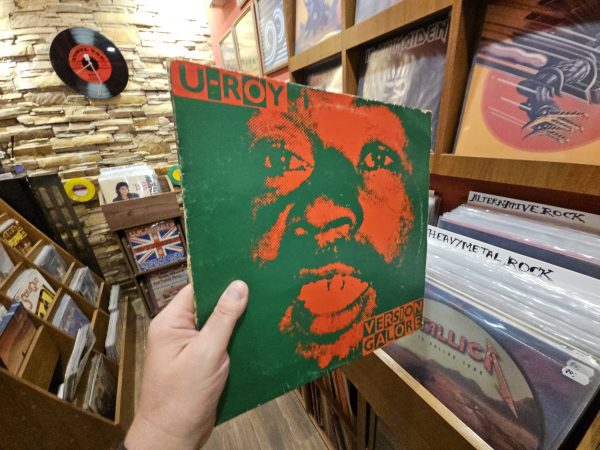 U-ROY
VERSION
GALORE
IRON MAIDEN
ALTERNATIVE ROCK
HEAVY METAL ROCK
METALLICA